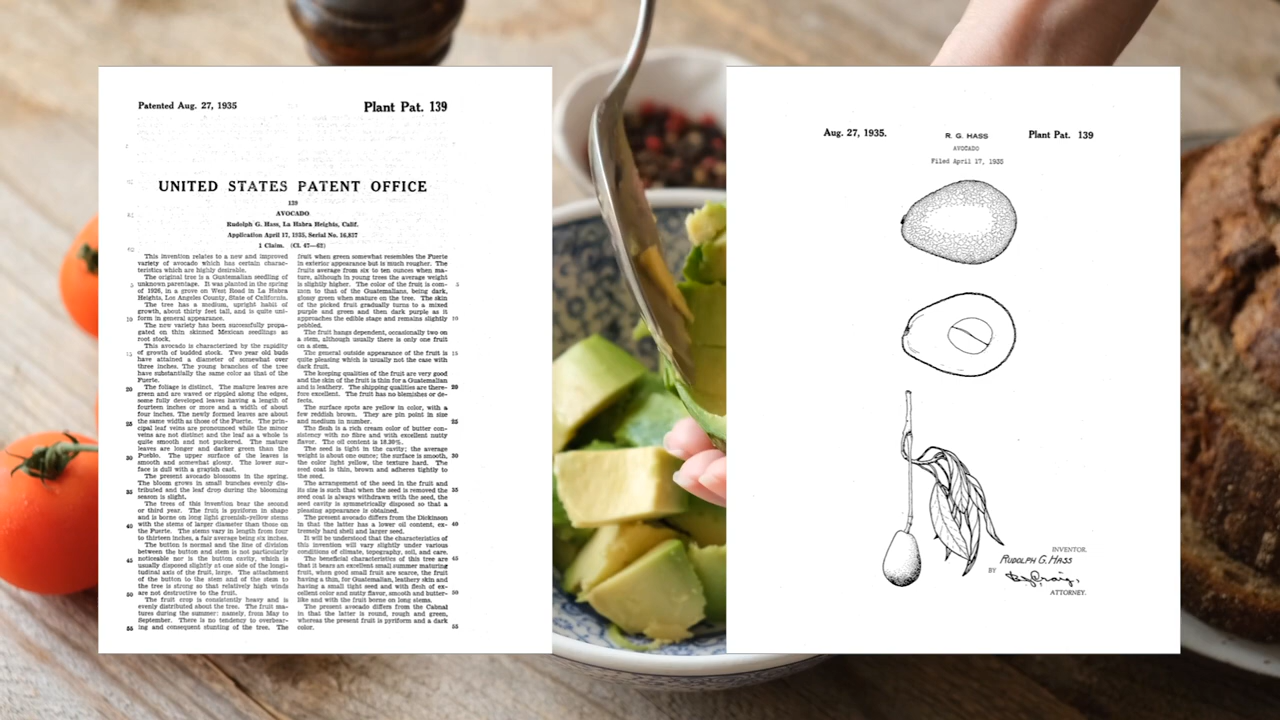 Patented Aug. 27, 1935
Plant Pat. 139
UNITED STATES PATENT OFFICE
139
AVOCADO
Rudolph G. Hass, La Habra Heights, Calif.
Application April 17, 1935, Serial No. 16,837
1 Claim. (Cl. 47—62)
This invention relates to a new and improved
variety of avocado which has certain charac-
teristics which are highly desirable.
The original tree is a Guatemalan seedling of
unknown parentage. It was planted in the spring
of 1926, in a grove on West Road in La Habra
Heights, Los Angeles County, State of California.
The tree has a medium, upright habit of
growth, about thirty feet tall, and is quite uni-
form in general appearance.
The new variety has been successfully propa-
gated on thin skinned Mexican seedlings as
root stock.
This avocado is characterized by the rapidity
of growth of budded stock. Two year old buds
have attained a diameter of somewhat over
three inches. The young branches of the tree
have substantially the same color as that of the
Fuerte.
The foliage is distinct. The mature leaves are
green and are waved or rippled along the edges,
some fully developed leaves having a length of
fourteen inches or more and a width of about
four inches. The newly formed leaves are about
the same width as those of the Fuerte. The prin-
cipal leaf veins are pronounced while the minor
veins are not distinct and the leaf as a whole is
quite smooth and not puckered. The mature
leaves are longer and darker green than the
Pueblo. The upper surface of the leaves is
smooth and somewhat glossy. The lower sur-
face is dull with a grayish cast.
The present avocado blossoms in the spring.
The bloom grows in small bunches evenly dis-
tributed and the leaf drop during the blooming
season is slight.
The trees of this invention bear the second
or third year. The fruit is pyriform in shape
and is borne on long light greenish-yellow stems
with the stems of larger diameter than those on
the Fuerte. The stems vary in length from four
to thirteen inches, a fair average being six inches.
The button is normal and the line of division
between the button and stem is not particularly
noticeable nor is the button cavity, which is
usually disposed slightly at one side of the longi-
tudinal axis of the fruit, large. The attachment
of the button to the stem and of the stem to
the tree is strong so that relatively high winds
are not destructive to the fruit.
The fruit crop is consistently heavy and is
evenly distributed about the tree. The fruit ma-
tures during the summer: namely, from May to
September. There is no tendency to overbear-
ing and consequent stunting of the tree. The
fruit when green somewhat resembles the Fuerte
in exterior appearance but is much rougher. The
fruits average from six to ten ounces when ma-
ture, although in young trees the average weight
is slightly higher. The color of the fruit is com-
mon to that of the Guatemalans, being dark,
glossy green when mature on the tree. The skin
of the picked fruit gradually turns to a mixed
purple and green and then dark purple as it
approaches the edible stage and remains slightly
pebbled.
The fruit hangs dependent, occasionally two on
a stem, although usually there is only one fruit
on a stem.
The general outside appearance of the fruit is
quite pleasing which is usually not the case with
dark fruit.
The keeping qualities of the fruit are very good
and the skin of the fruit is thin for a Guatemalan
and is leathery. The shipping qualities are there-
fore excellent. The fruit has no blemishes or de-
fects.
The surface spots are yellow in color, with a
few reddish brown. They are pin point in size
and medium in number.
The flesh is a rich cream color of butter con-
sistency with no fibre and with excellent nutty
flavor. The oil content is 18.30%.
The seed is tight in the cavity; the average
weight is about one ounce; the surface smooth,
the color light yellow, the texture hard. The
seed coat is thin, brown and adheres tightly to
the seed.
The arrangement of the seed in the fruit and
its size is such that when the seed is removed the
seed coat is always withdrawn with the seed, the
seed cavity is symmetrically disposed so that a
pleasing appearance is obtained.
The present avocado differs from the Dickinson
in that the latter has a lower oil content, ex-
tremely hard shell and larger seed.
It will be understood that the characteristics of
this invention will vary slightly under various
conditions of climate, topography, soil, and care.
The beneficial characteristics of this tree are
that it bears an excellent small summer maturing
fruit, when good small fruit are scarce, the fruit
having a thin, for Guatemalan, leathery skin and
having a small tight seed and with flesh of ex-
cellent color and nutty flavor, smooth and butter-
like and with the fruit borne on long stems.
The present avocado differs from the Cabnal
in that the latter is round, rough and green,
whereas the present fruit is pyriform and a dark
color.
Aug. 27, 1935.
R. G. HASS
Plant Pat. 139
AVOCADO
Filed April 17, 1935
INVENTOR.
RUDOLPH G. HASS
BY
ATTORNEY.